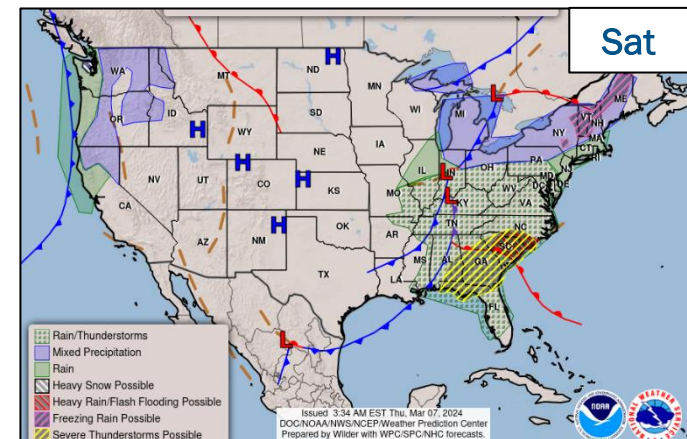 Sat
WA
MT
ND
MN
OR
ID
WY
SD
WI
MI
VT
NH
ME
NY
MA
CT
RI
NV
UT
CO
NE
IA
IL
IN
OH
PA
NJ
MD
DE
DC
WV
VA
KY
CA
AZ
NM
KS
OK
TX
MO
AR
LA
MS
AL
TN
GA
SC
NC
FL
H
H
H
H
H
L
L
L
L
Rain/Thunderstorms
Mixed Precipitation
Rain
Heavy Snow Possible
Heavy Rain/Flash Flooding Possible
Freezing Rain Possible
Severe Thunderstorms Possible
Issued 3:34 AM EST Thu, Mar 07, 2024
DOC/NOAA/NWS/NCEP/Weather Prediction Center
Prepared by Wilder with WPC/SPC/NHC forecasts.
NOAA
NATIONAL WEATHER SERVICE